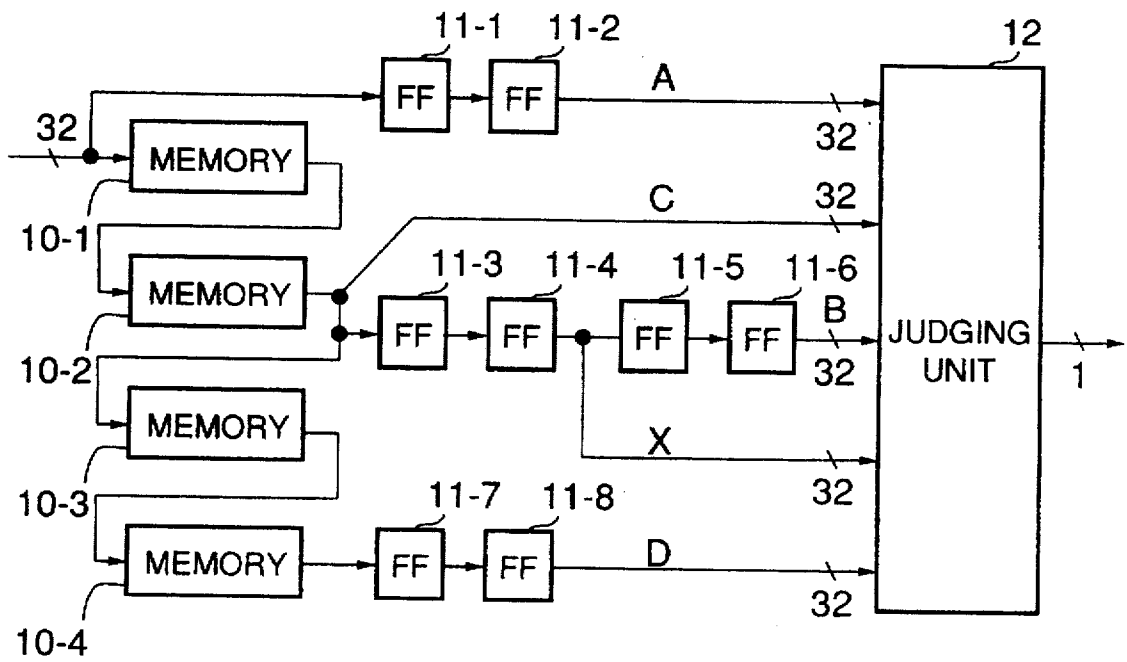 11-1 11-2 12
FF FF A
32 32
MEMORY
32
C
10-1
11-3 11-4 11-5 11-6
MEMORY
FF FF FF FF B
JUDGING
UNIT
10-2 32 1
MEMORY
X
10-3 32
11-7 11-8
MEMORY FF FF D
32
10-4